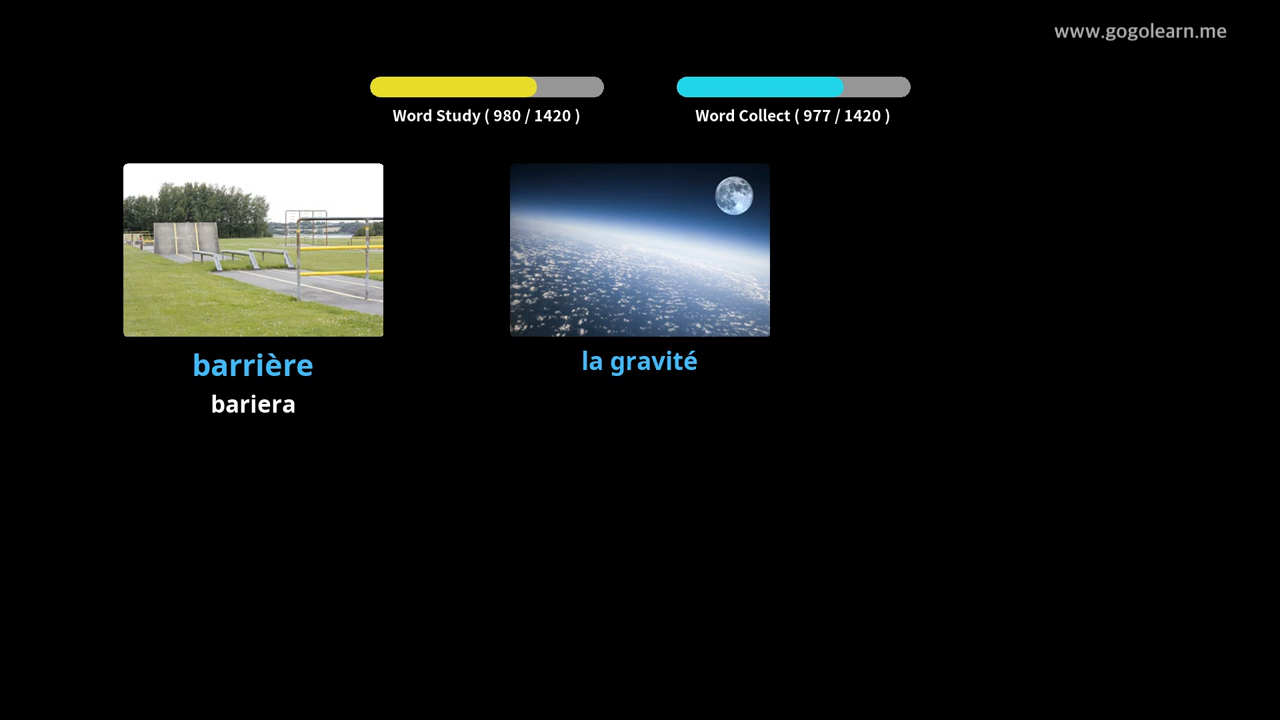 www.gogolearn.me
Word Study ( 980 / 1420 )
Word Collect ( 977 / 1420 )
barrière
bariera
la gravité